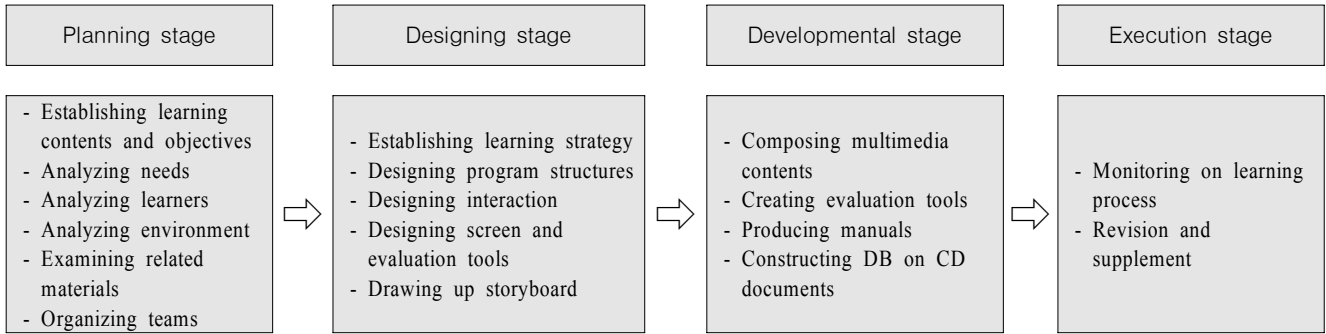 Planning stage
Designing stage
Developmental stage
Execution stage
- Establishing learning
contents and objectives
- Analyzing needs
- Analyzing learners
- Analyzing environment
- Examining related
materials
- Organizing teams
- Establishing learning strategy
- Designing program structures
- Designing interaction
- Designing screen and
evaluation tools
- Drawing up storyboard
- Composing multimedia
contents
- Creating evaluation tools
- Producing manuals
- Constructing DB on CD
documents
- Monitoring on learning
process
- Revision and
supplement